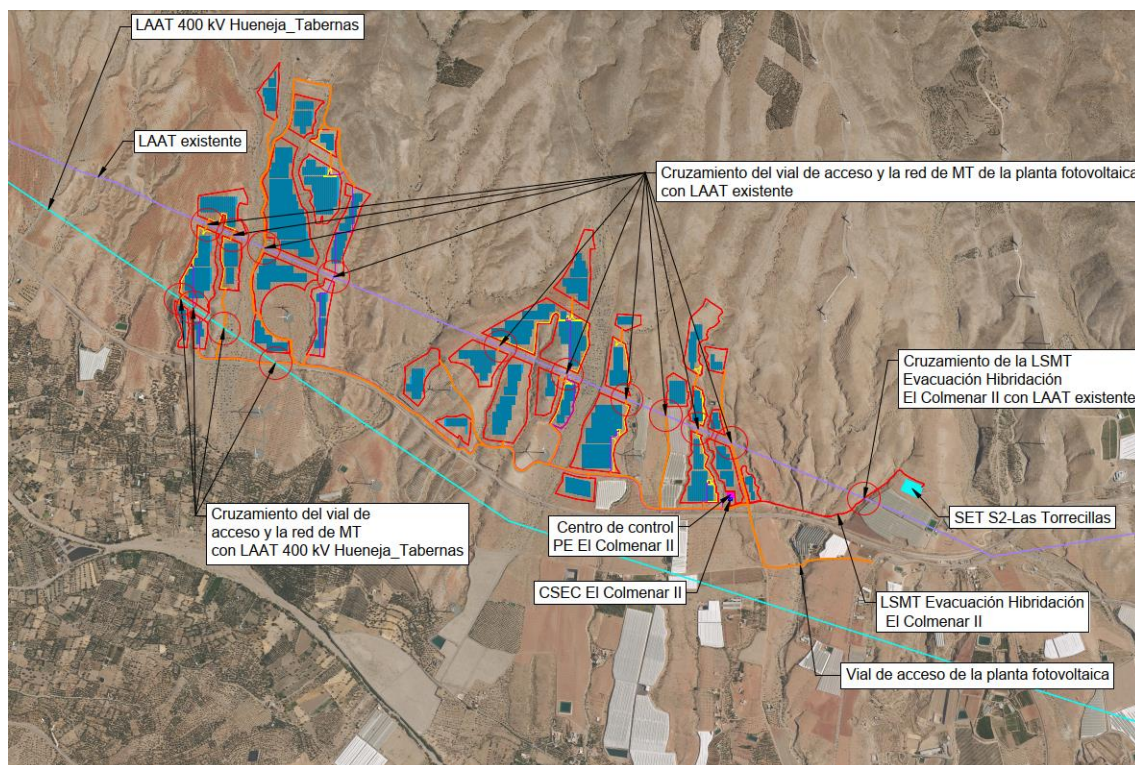 LAAT 400 kV Hueneja_Tabernas
LAAT existente
Cruzamiento del vial de acceso y la red de MT de la planta fotovoltaica
con LAAT existente
Cruzamiento de la LSMT
Evacuación Hibridación
El Colmenar II con LAAT existente
Cruzamiento del vial de
acceso y la red de MT
con LAAT 400 kV Hueneja_Tabernas
Centro de control
PE El Colmenar II
SET S2-Las Torrecillas
CSEC El Colmenar II
LSMT Evacuación Hibridación
El Colmenar II
Vial de acceso de la planta fotovoltaica